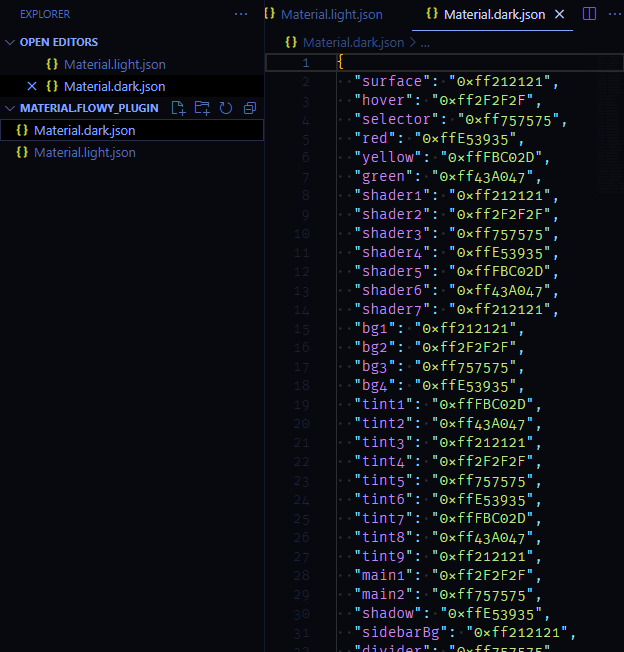 EXPLORER
OPEN EDITORS
Material.light.json
Material.dark.json
MATERIAL.FLOWY_PLUGIN
Material.dark.json
Material.light.json
Material.light.json
Material.dark.json
Material.dark.json > ...
1 {
2 "surface": "0xff212121",
3 "hover": "0xff2F2F2F",
4 "selector": "0xff757575",
5 "red": "0xffE53935",
6 "yellow": "0xffFBC02D",
7 "green": "0xff43A047",
8 "shader1": "0xff212121",
9 "shader2": "0xff2F2F2F",
10 "shader3": "0xff757575",
11 "shader4": "0xffE53935",
12 "shader5": "0xffFBC02D",
13 "shader6": "0xff43A047",
14 "shader7": "0xff212121",
15 "bg1": "0xff212121",
16 "bg2": "0xff2F2F2F",
17 "bg3": "0xff757575",
18 "bg4": "0xffE53935",
19 "tint1": "0xffFBC02D",
20 "tint2": "0xff43A047",
21 "tint3": "0xff212121",
22 "tint4": "0xff2F2F2F",
23 "tint5": "0xff757575",
24 "tint6": "0xffE53935",
25 "tint7": "0xffFBC02D",
26 "tint8": "0xff43A047",
27 "tint9": "0xff212121",
28 "main1": "0xff2F2F2F",
29 "main2": "0xff757575",
30 "shadow": "0xffE53935",
31 "sidebarBg": "0xff212121",
32 "divider": "0xff757575",